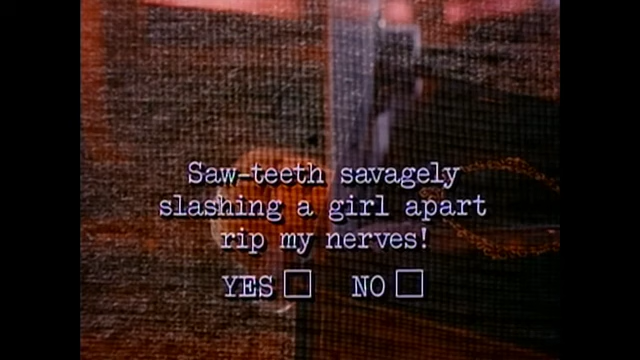 Saw-teeth savagely
slashing a girl apart
rip my nerves!
YES □ NO □